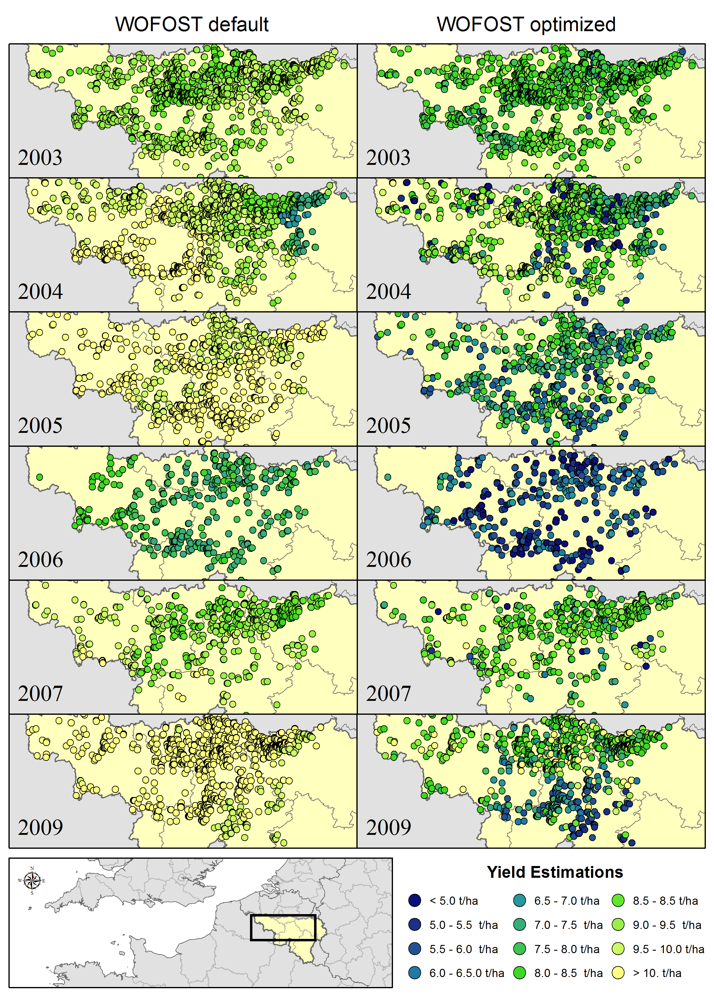 WOFOST default WOFOST optimized
2003 2003
2004 2004
2005 2005
2006 2006
2007 2007
2009 2009
N
W E
S
Yield Estimations
< 5.0 t/ha 6.5 - 7.0 t/ha 8.5 - 8.5 t/ha
5.0 - 5.5 t/ha 7.0 - 7.5 t/ha 9.0 - 9.5 t/ha
5.5 - 6.0 t/ha 7.5 - 8.0 t/ha 9.5 - 10.0 t/ha
6.0 - 6.5.0 t/ha 8.0 - 8.5 t/ha > 10. t/ha